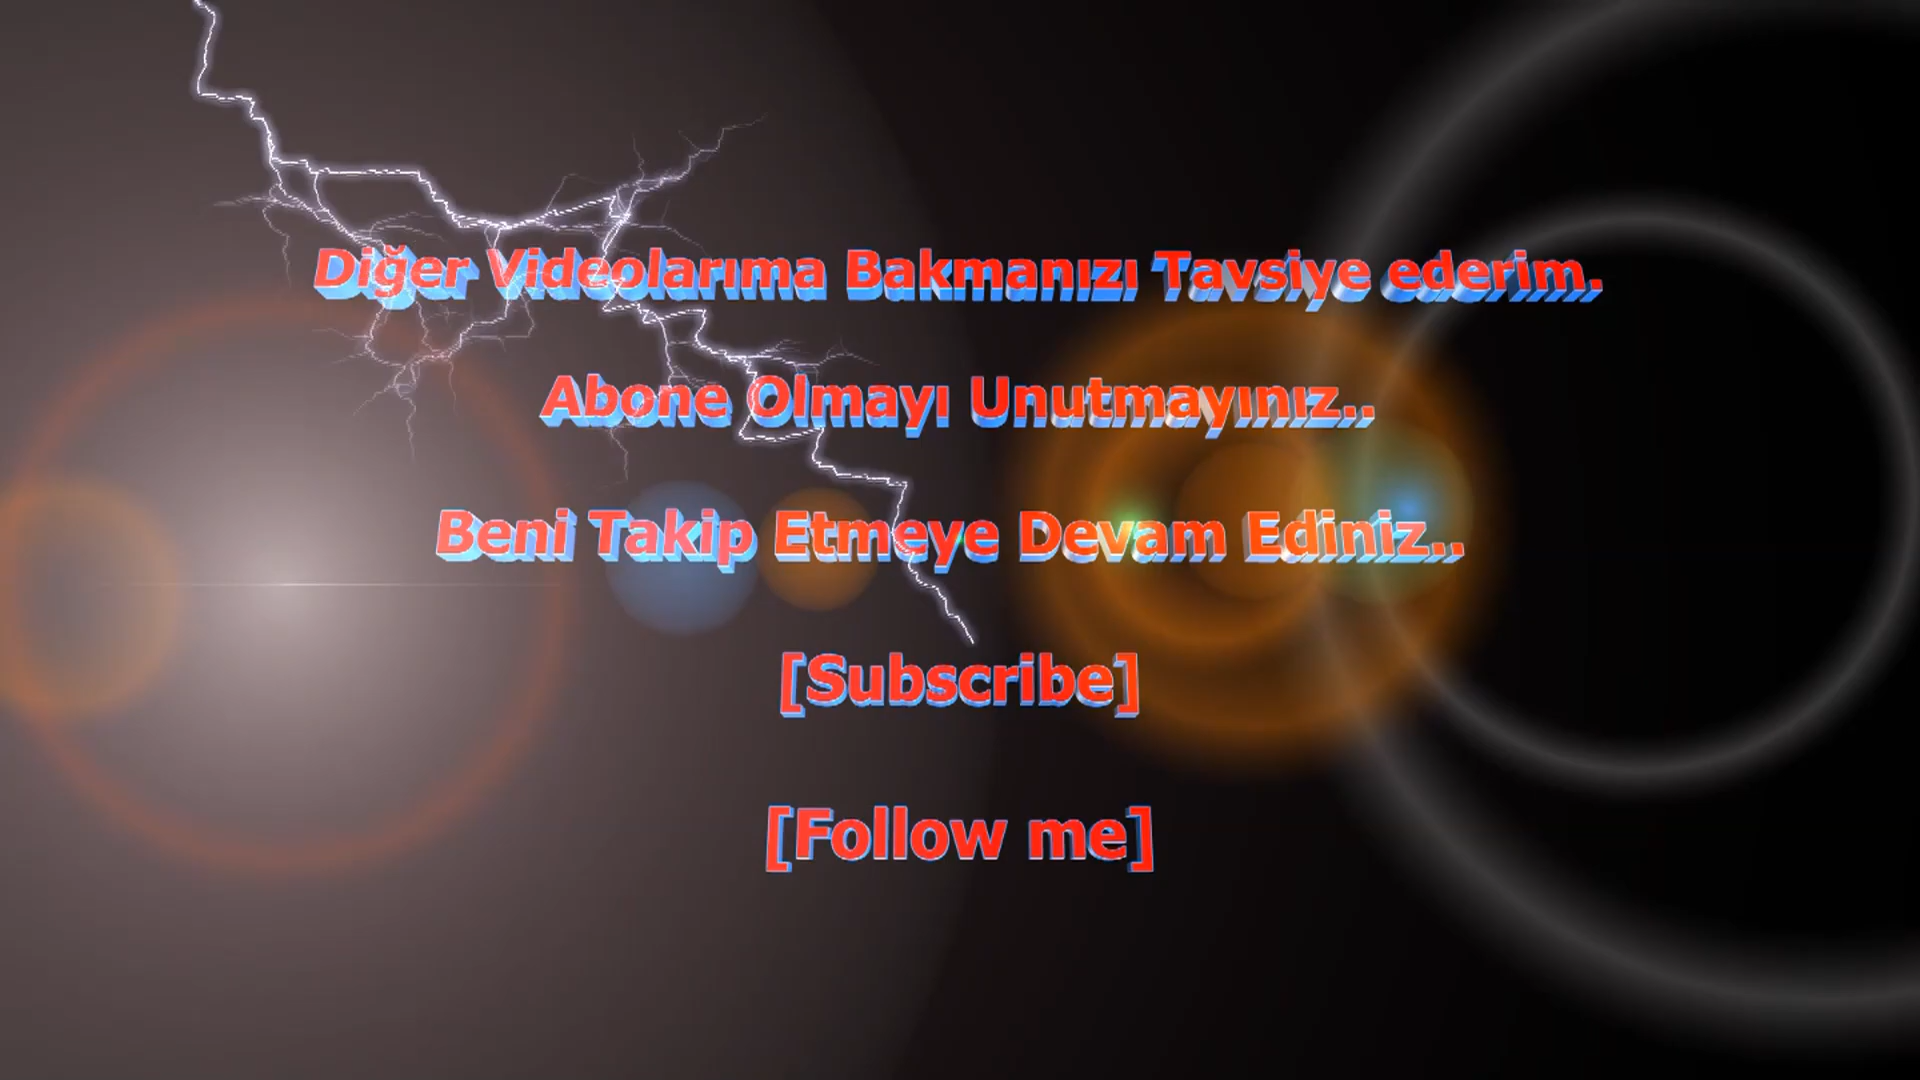 Diğer Videolarıma Bakmanızı Tavsiye ederim.
Abone Olmayı Unutmayınız..
Beni Takip Etmeye Devam Ediniz..
[Subscribe]
[Follow me]